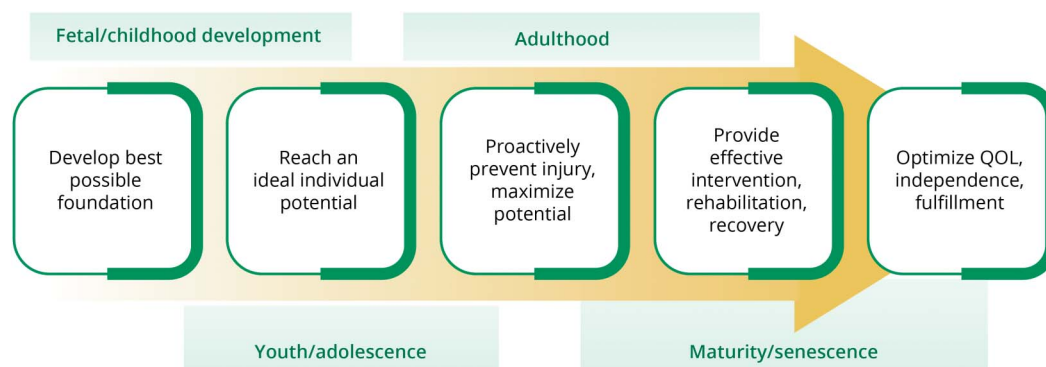 Fetal/childhood development
Adulthood
Develop best
possible
foundation
Reach an
ideal individual
potential
Proactively
prevent injury,
maximize
potential
Provide
effective
intervention,
rehabilitation,
recovery
Optimize QOL,
independence,
fulfillment
Youth/adolescence
Maturity/senescence